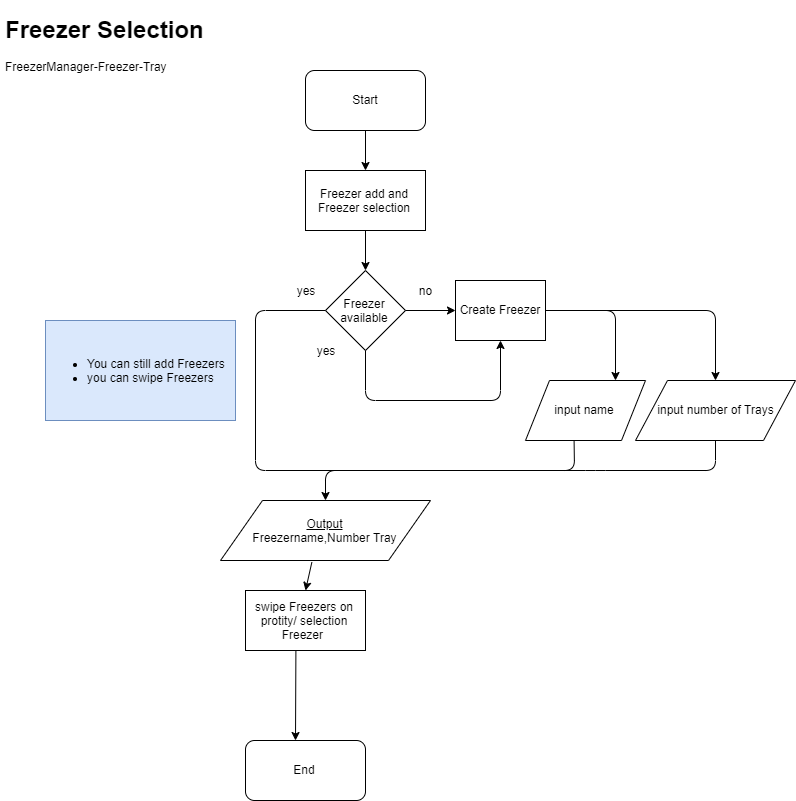 Freezer Selection
FreezerManager-Freezer-Tray
Start
Freezer add and
Freezer selection
yes
no
Freezer
available
Create Freezer
yes
You can still add Freezers
you can swipe Freezers
input name
input number of Trays
Output
Freezername,Number Tray
swipe Freezers on
protity/ selection
Freezer
End